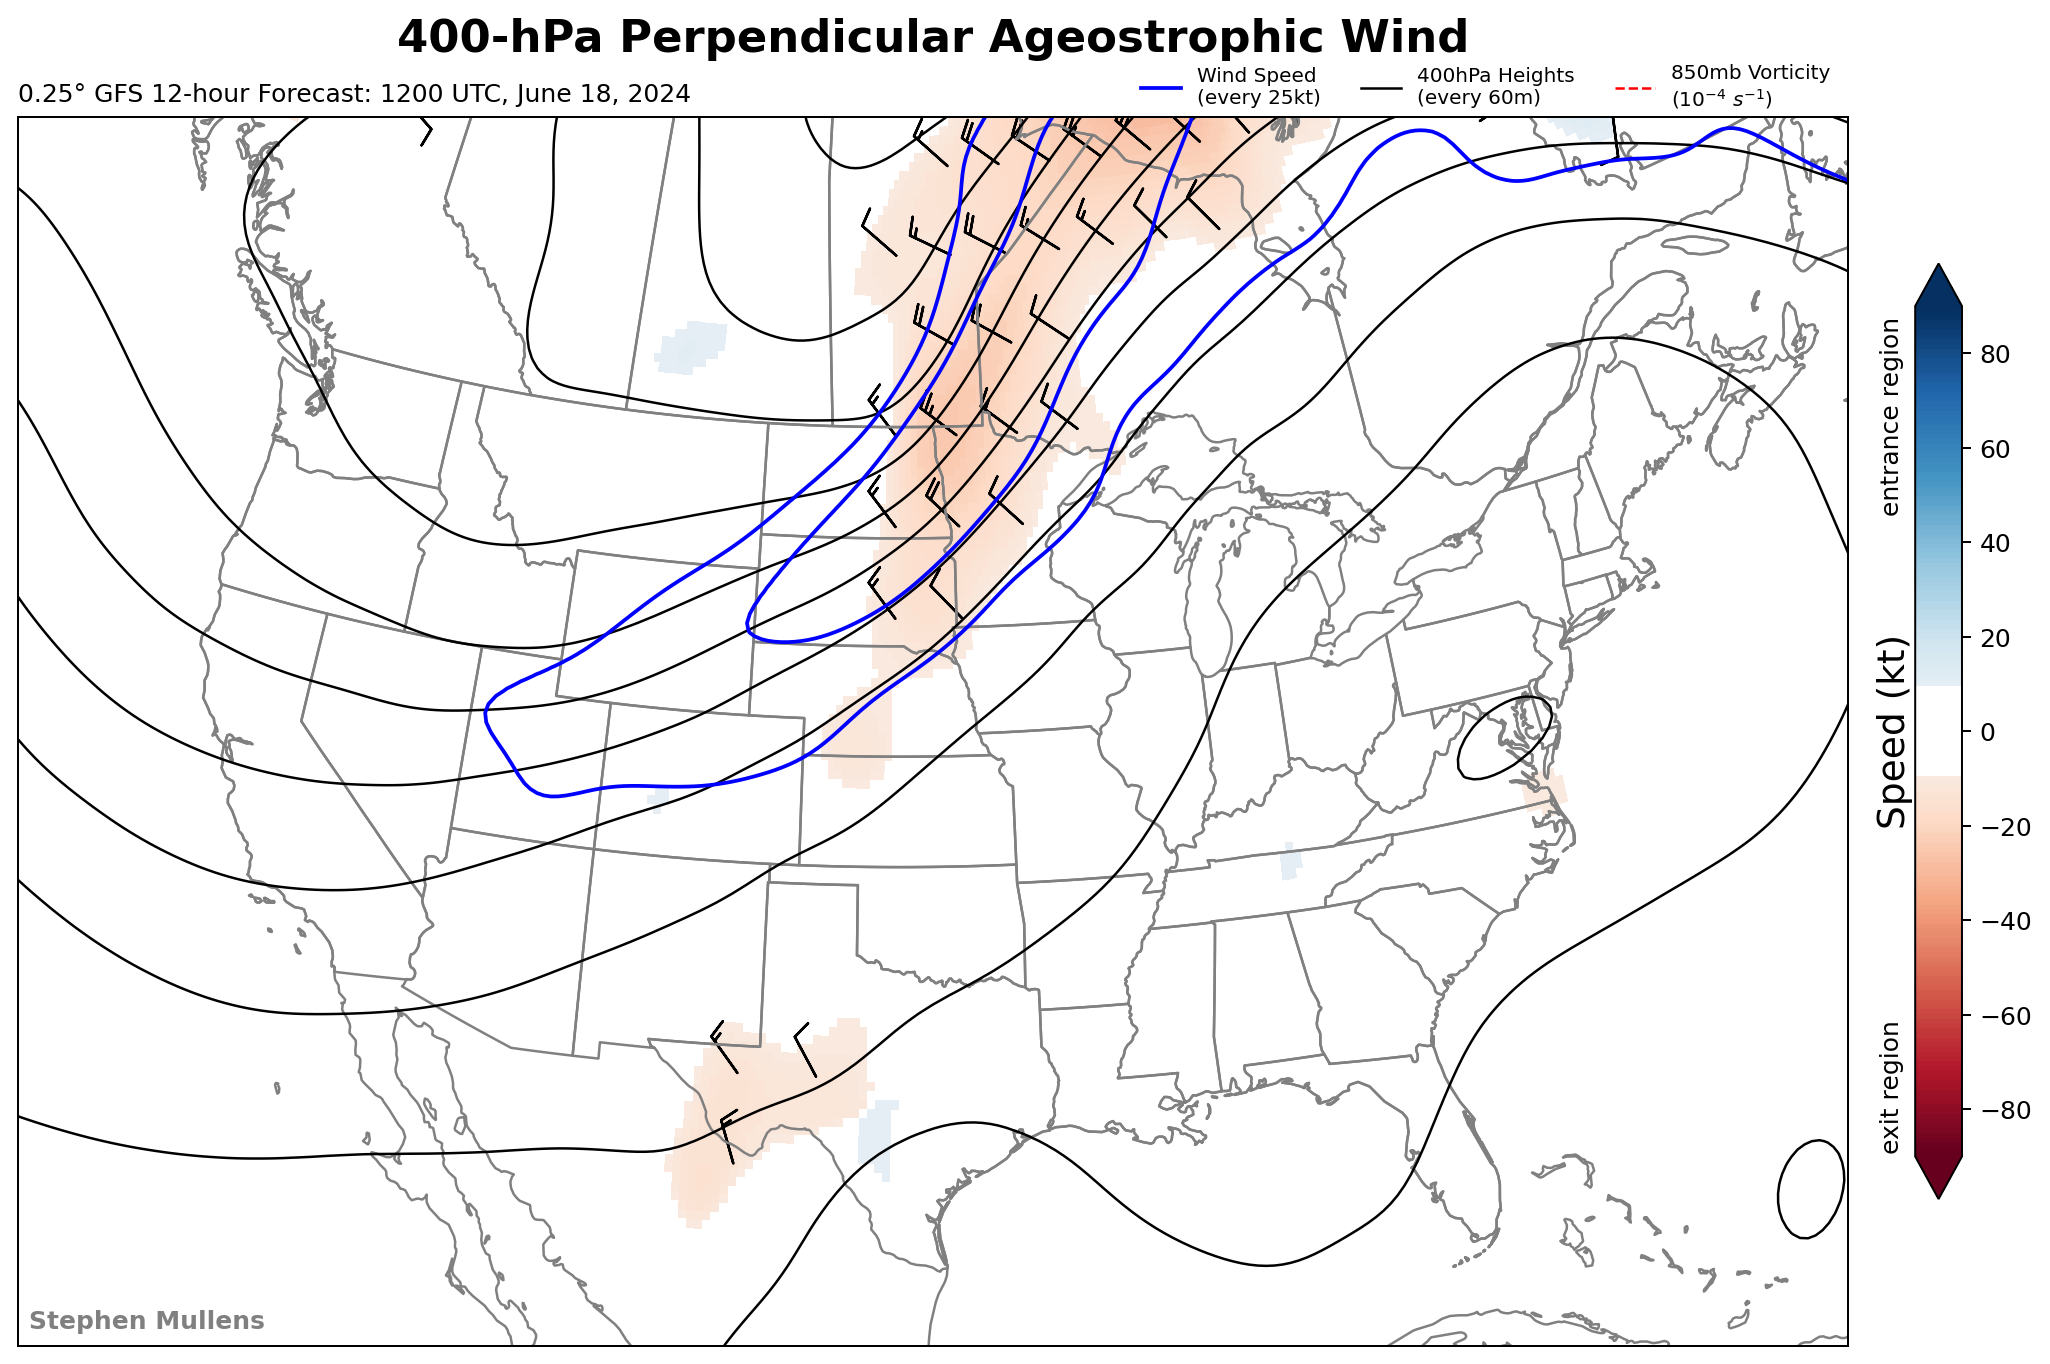 400-hPa Perpendicular Ageostrophic Wind
0.25° GFS 12-hour Forecast: 1200 UTC, June 18, 2024
Wind Speed
(every 25kt)
400hPa Heights
(every 60m)
850mb Vorticity
(10⁻⁴ s⁻¹)
entrance region
Speed (kt)
exit region
80
60
40
20
0
−20
−40
−60
−80
Stephen Mullens